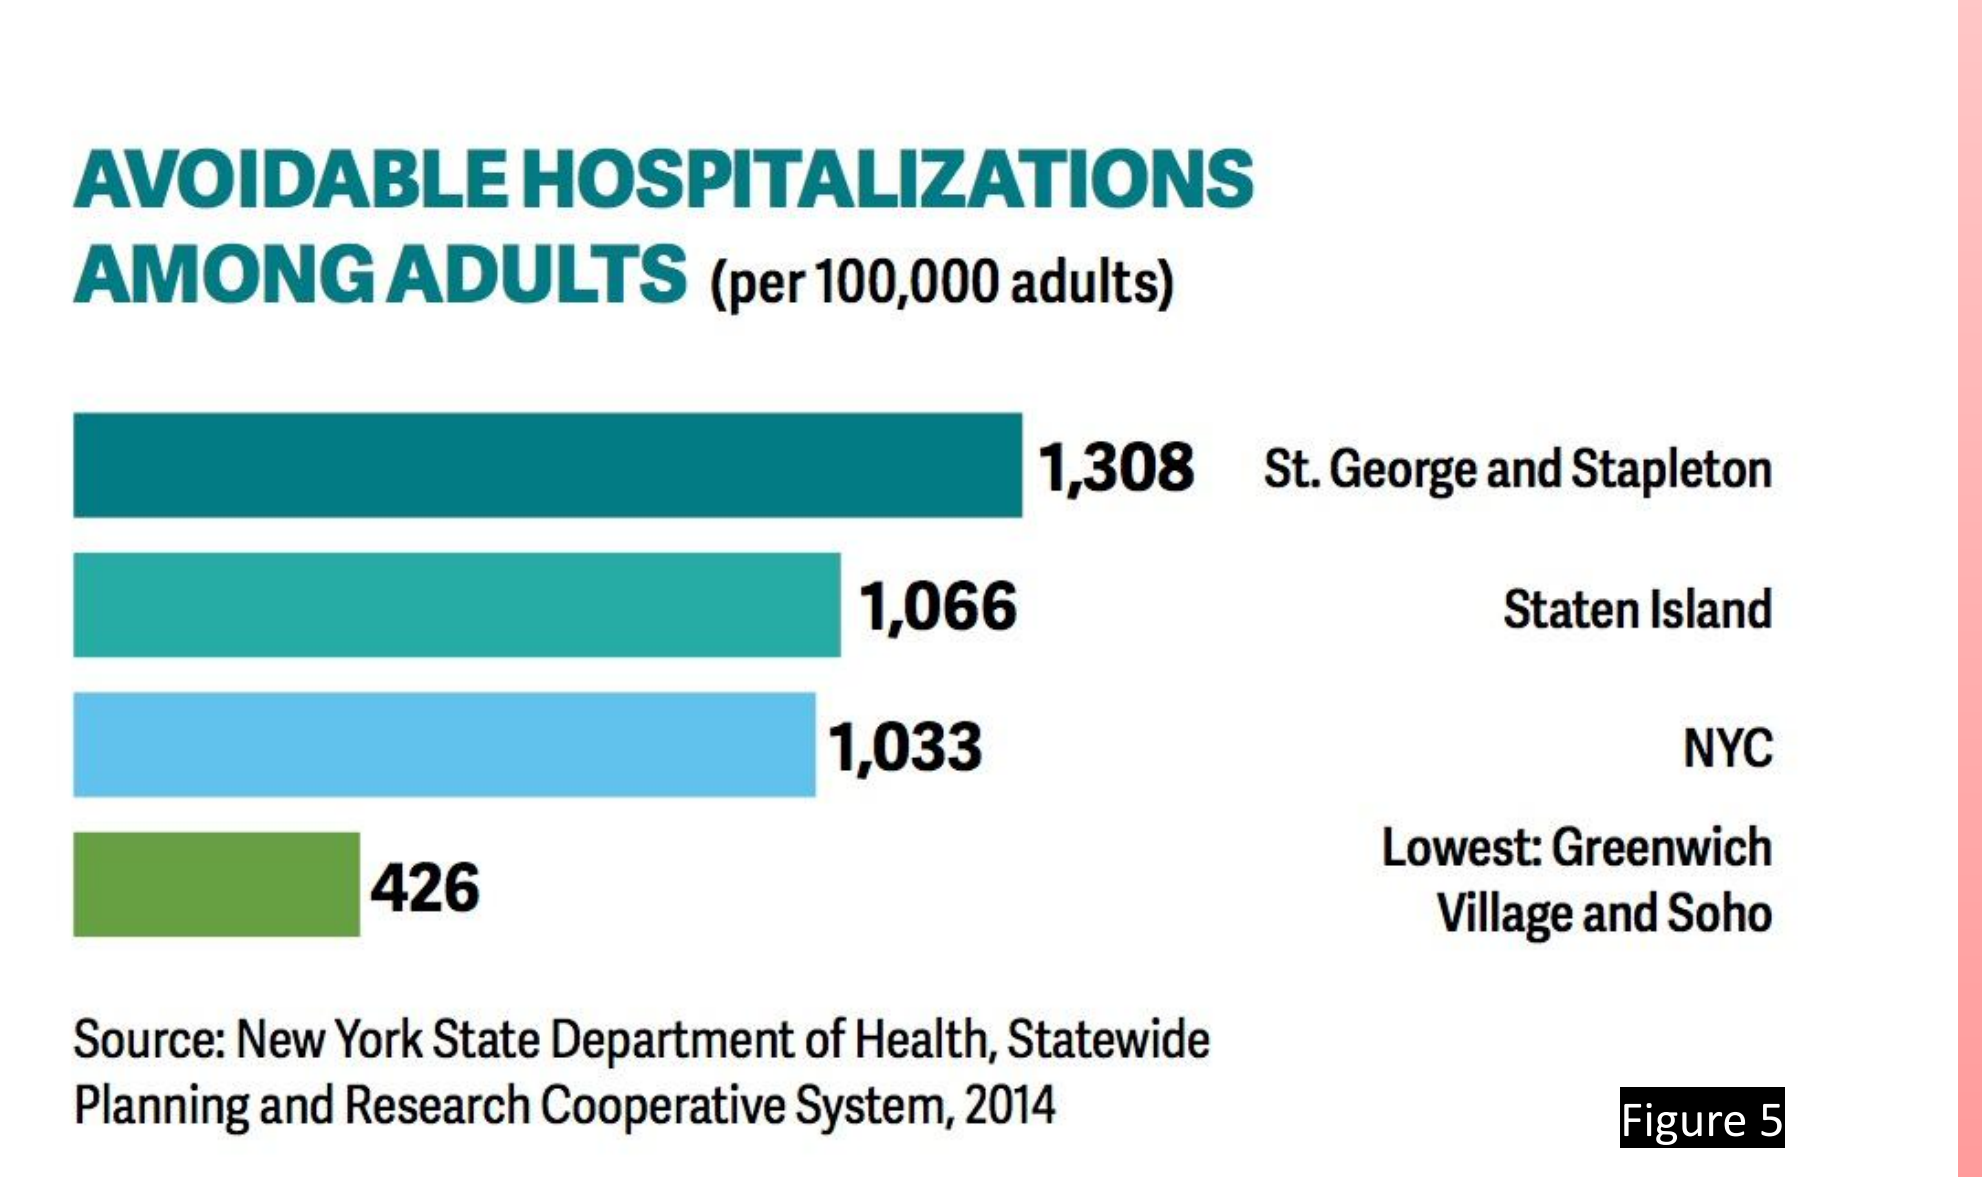 AVOIDABLE HOSPITALIZATIONS
AMONG ADULTS (per 100,000 adults)
1,308 St. George and Stapleton
1,066 Staten Island
1,033 NYC
426 Lowest: Greenwich
Village and Soho
Source: New York State Department of Health, Statewide
Planning and Research Cooperative System, 2014
Figure 5